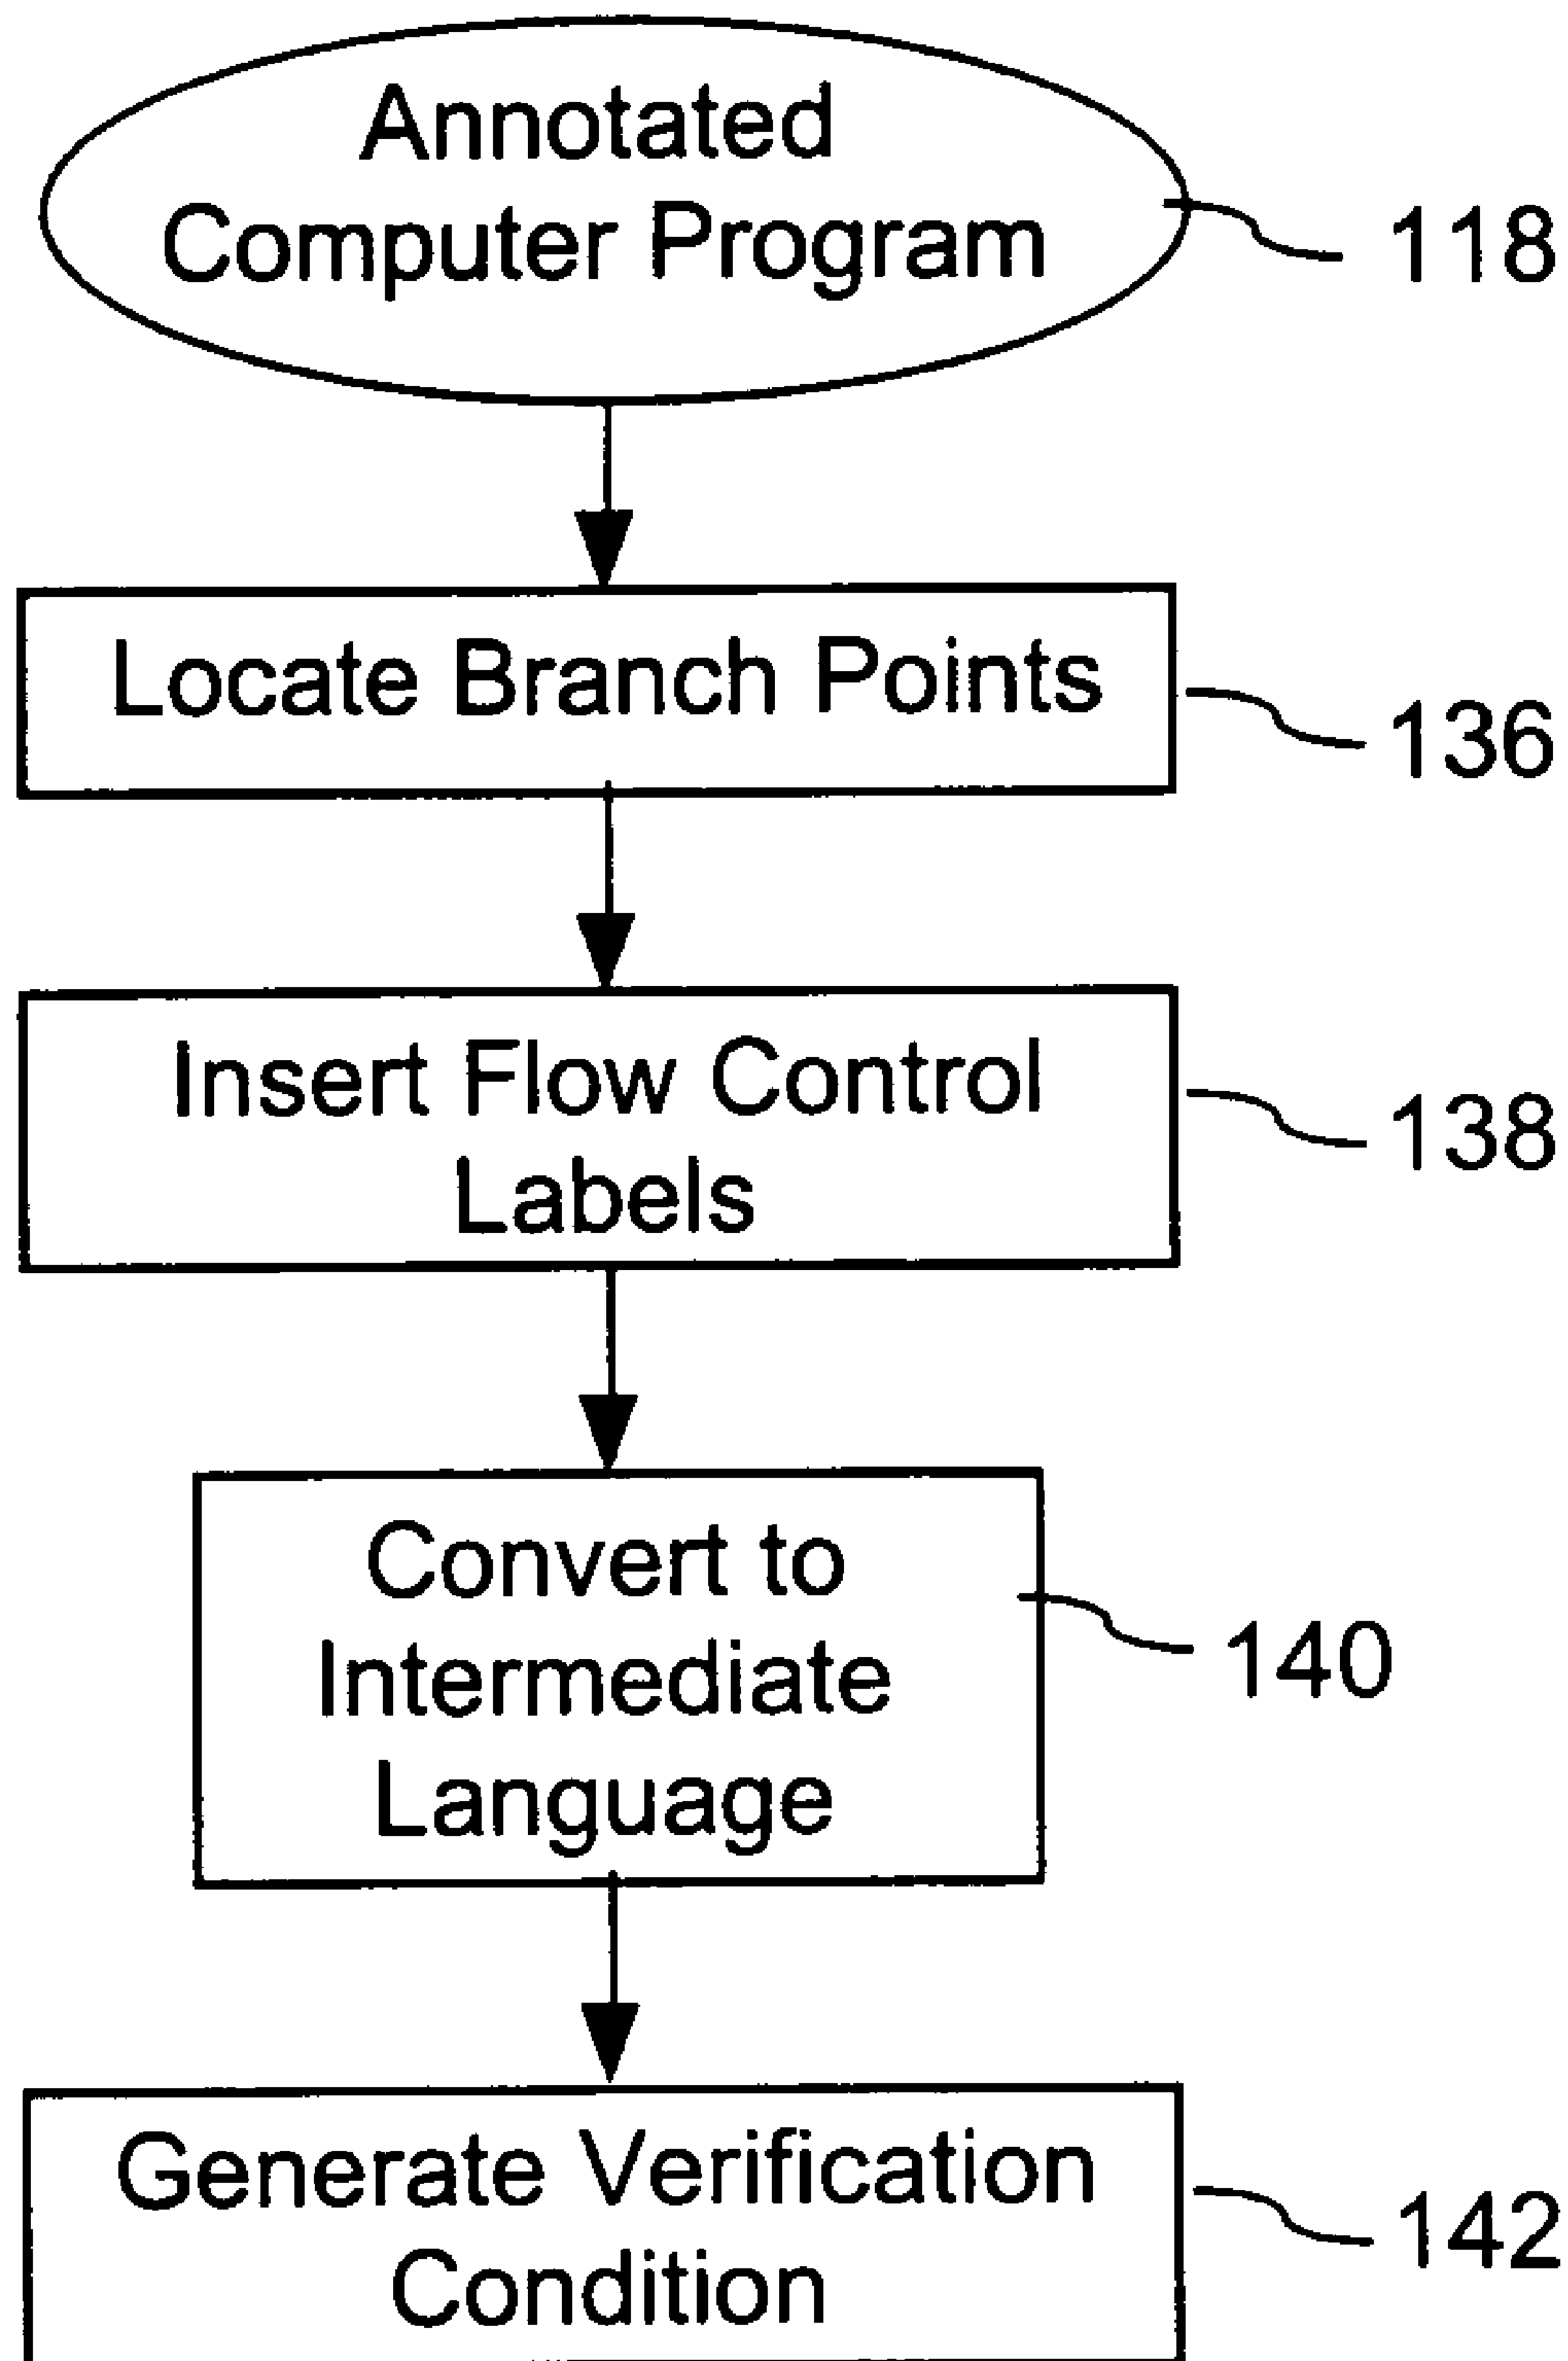 Annotated
Computer Program
118
Locate Branch Points
136
Insert Flow Control
Labels
138
Convert to
Intermediate
Language
140
Generate Verification
Condition
142